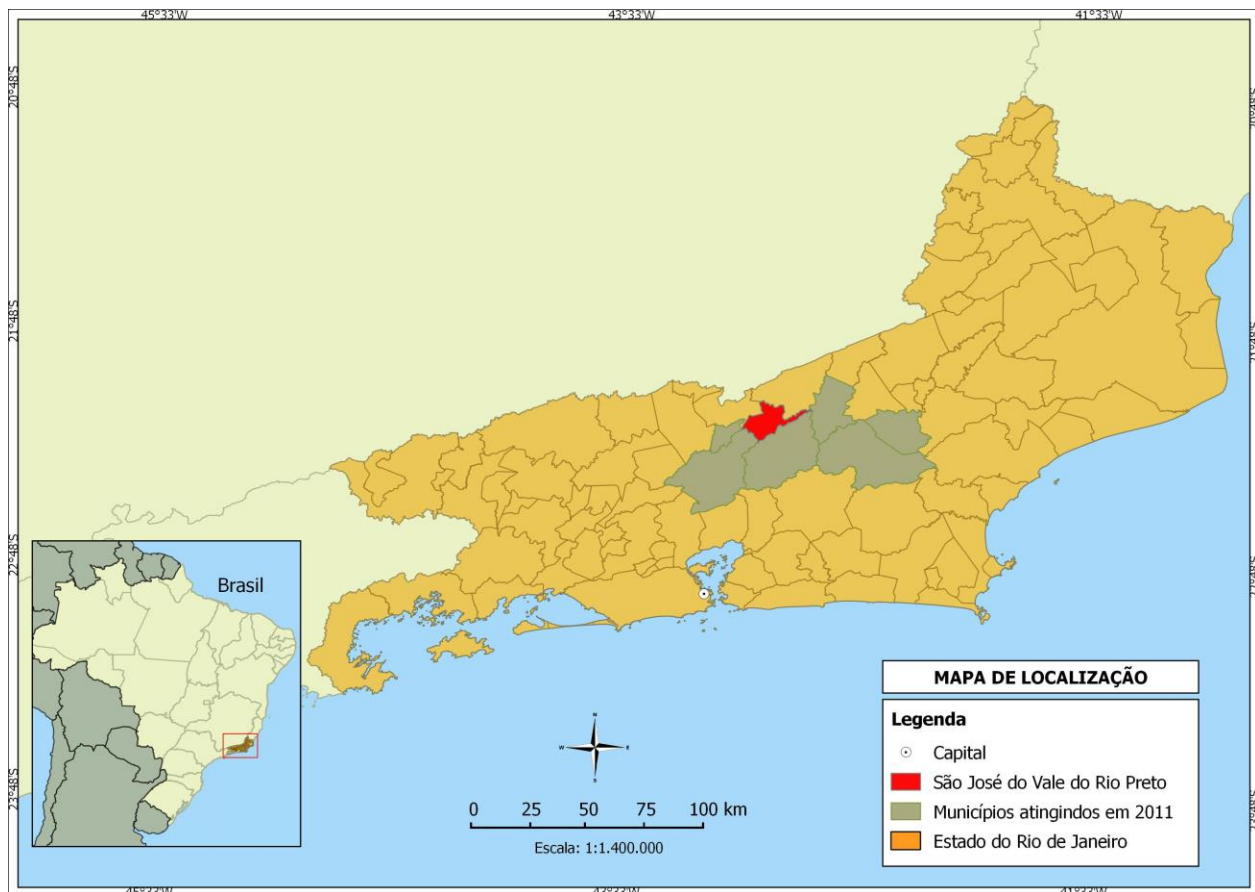 45°33'W 43°33'W 41°33'W
20°48'S
21°48'S
22°48'S
23°48'S
Brasil
N
W E
S
0 25 50 75 100 km
Escala: 1:1.400.000
MAPA DE LOCALIZAÇÃO
Legenda
Capital
São José do Vale do Rio Preto
Municípios atingindos em 2011
Estado do Rio de Janeiro